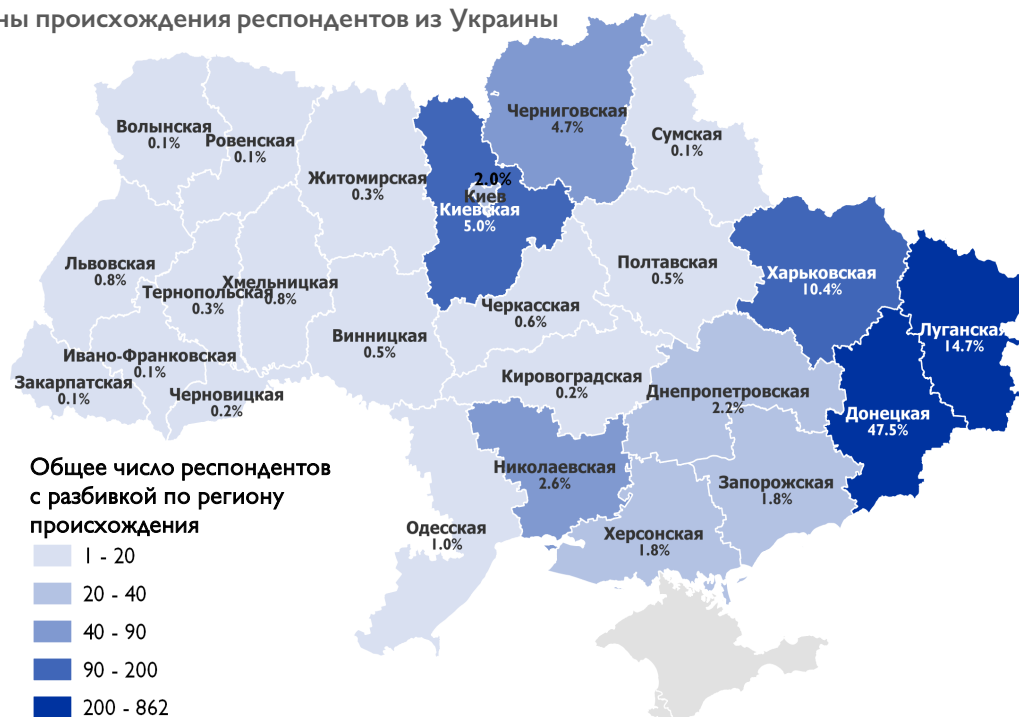 ны происхождения респондентов из Украины
Черниговская
4.7%
Волынская
0.1%
Ровенская
0.1%
Сумская
0.1%
Житомирская
0.3%
2.0%
Киев
Киевская
5.0%
Львовская
0.8%
Тернопольская
0.3%
Хмельницкая
0.8%
Полтавская
0.5%
Харьковская
10.4%
Черкасская
0.6%
Винницкая
0.5%
Луганская
14.7%
Ивано-Франковская
0.1%
Закарпатская
0.1%
Черновицкая
0.2%
Кировоградская
0.2%
Днепропетровская
2.2%
Донецкая
47.5%
Николаевская
2.6%
Запорожская
1.8%
Одесская
1.0%
Херсонская
1.8%
Общее число респондентов
с разбивкой по региону
происхождения
1 - 20
20 - 40
40 - 90
90 - 200
200 - 862